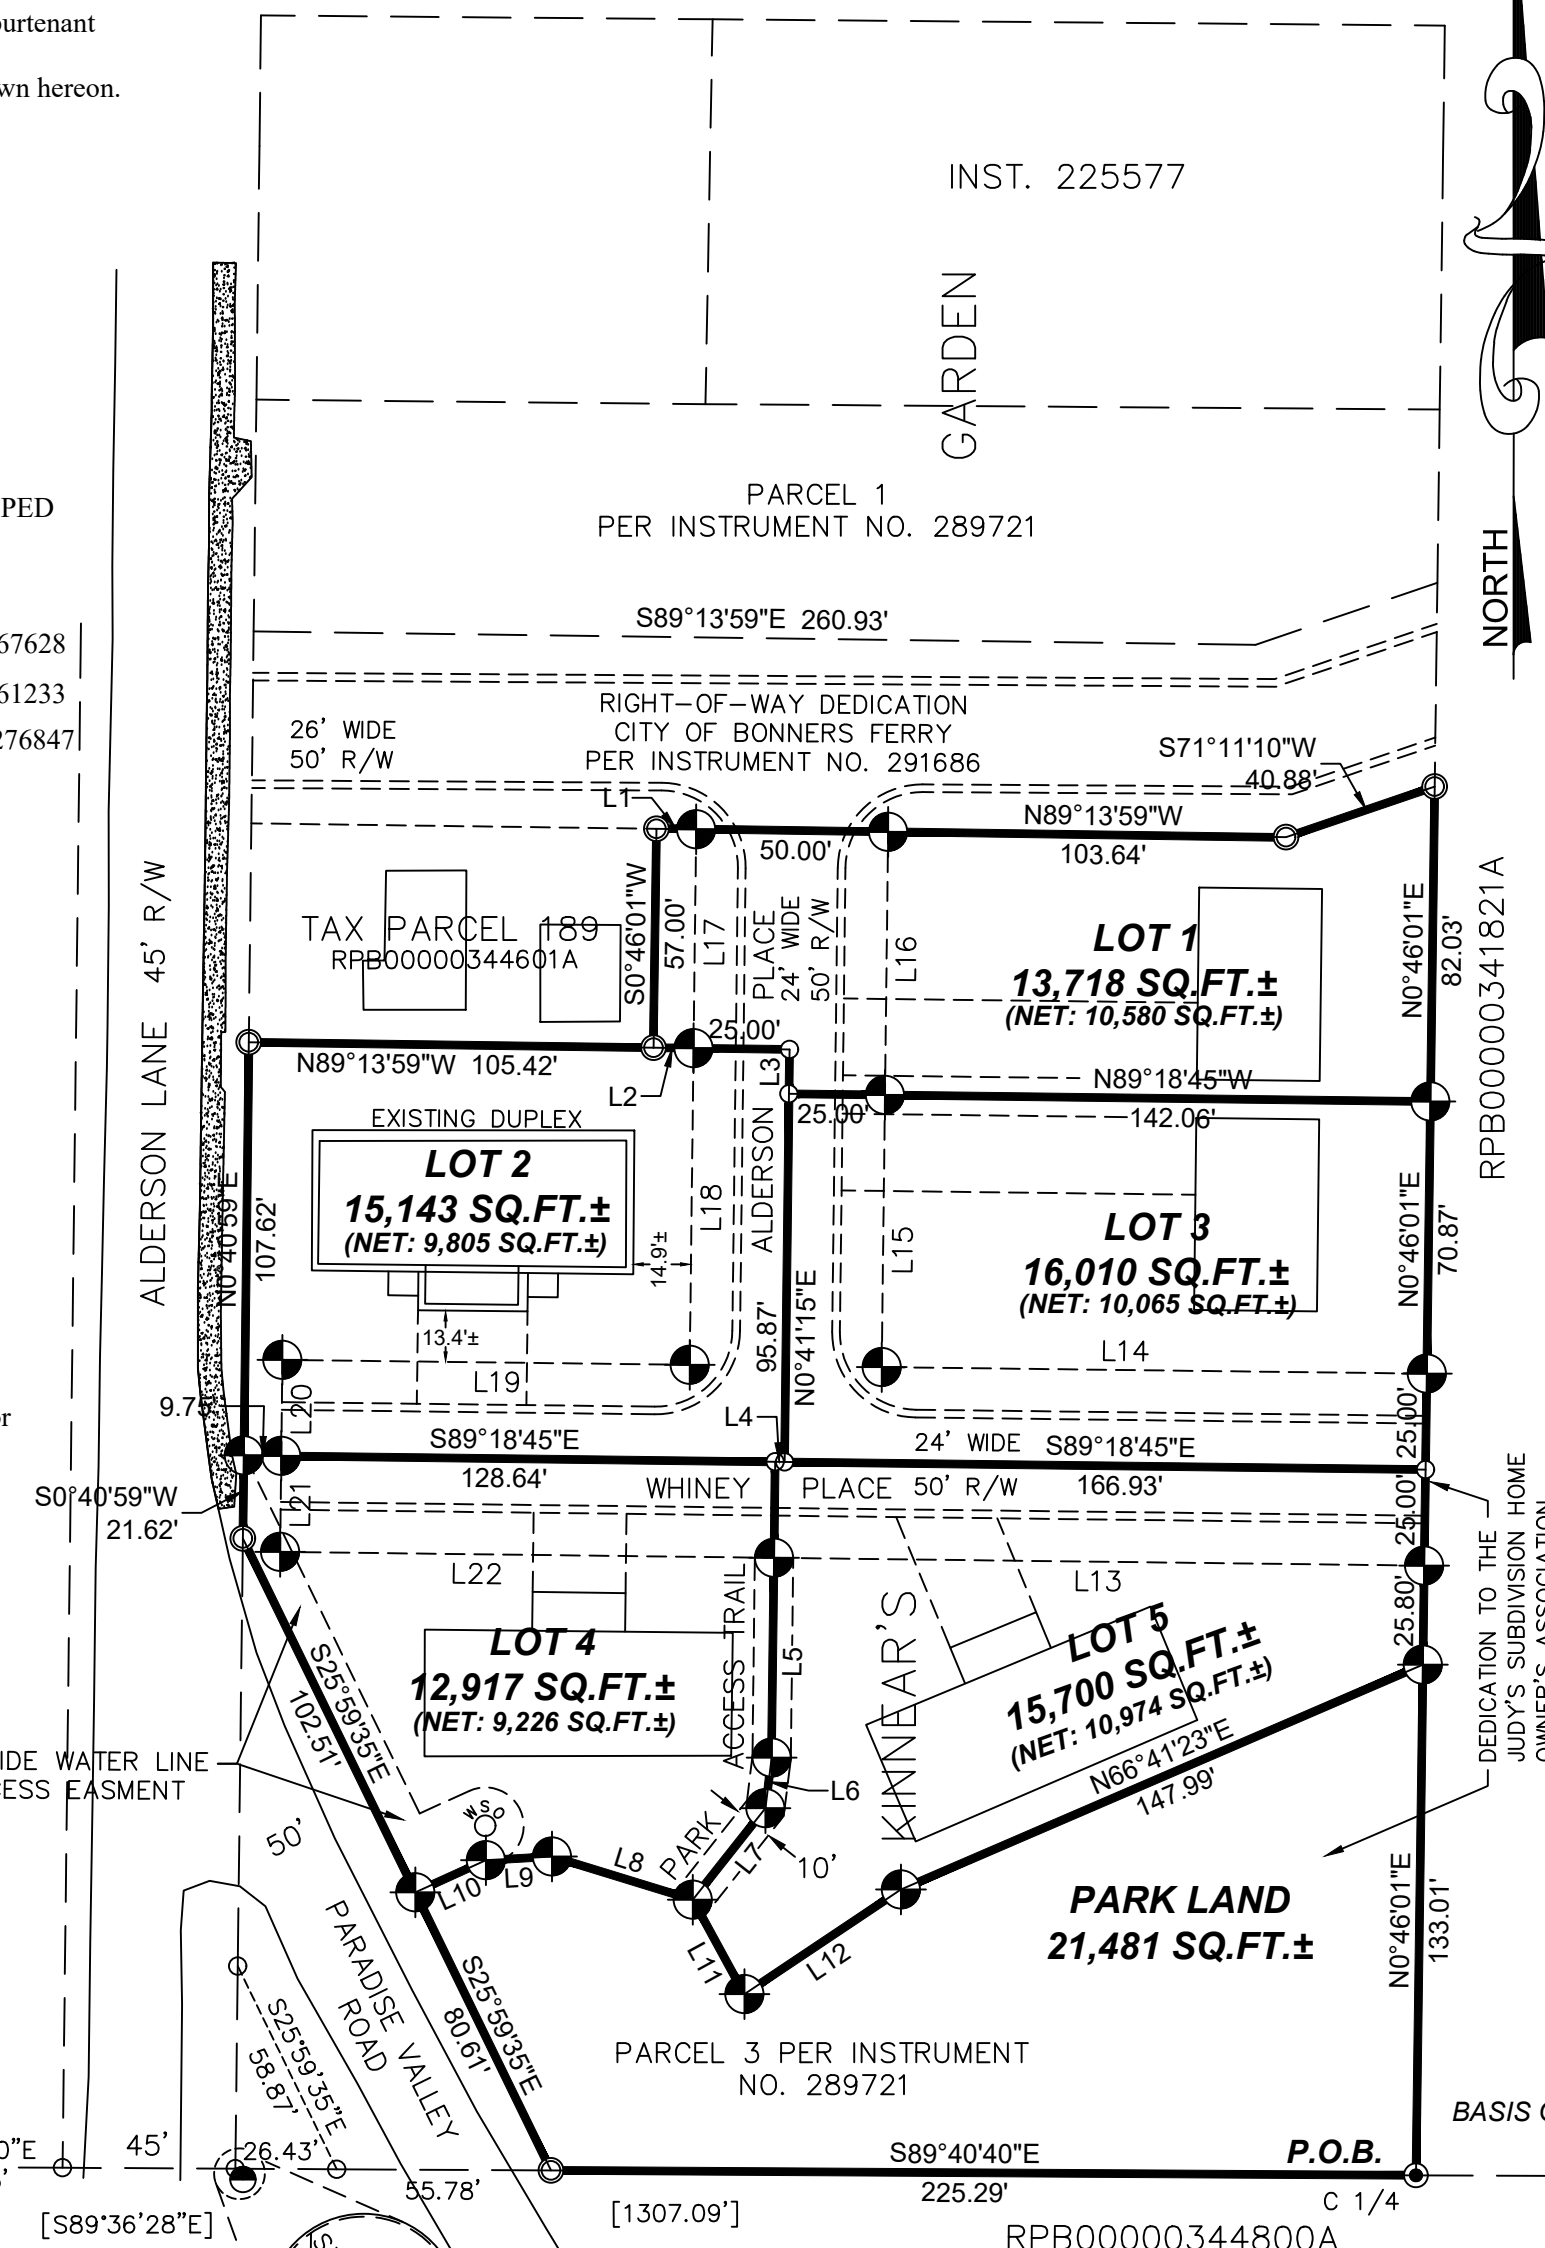 urtenant
wn hereon.
INST. 225577
GARDEN
PARCEL 1
PER INSTRUMENT NO. 289721
PED
NORTH
S89°13'59"E 260.93'
67628
61233
276847
RIGHT-OF-WAY DEDICATION
CITY OF BONNERS FERRY
PER INSTRUMENT NO. 291686
26' WIDE
50' R/W
S71°11'10"W
40.88'
L1
N89°13'59"W
103.64'
50.00'
ALDERSON LANE 45' R/W
TAX PARCEL 189
RPB00000344601A
S0°46'01"W
57.00'
L17
PLACE
24' WIDE
50' R/W
L16
LOT 1
13,718 SQ.FT.±
(NET: 10,580 SQ.FT.±)
N0°46'01"E
82.03'
RPB00000341821A
25.00'
N89°13'59"W 105.42'
L2
L3
N89°18'45"W
142.06'
25.00'
EXISTING DUPLEX
LOT 2
15,143 SQ.FT.±
(NET: 9,805 SQ.FT.±)
N0°40'59"E
107.62'
14.9'±
13.4'±
L18
ALDERSON
L15
LOT 3
16,010 SQ.FT.±
(NET: 10,065 SQ.FT.±)
N0°46'01"E
70.87'
95.87'
N0°41'15"E
L14
L19
L20
9.75'
or
L4
S89°18'45"E
128.64'
24' WIDE
S89°18'45"E
166.93'
25.00'
WHINEY PLACE 50' R/W
S0°40'59"W
21.62'
L21
25.00'
L22
L13
DEDICATION TO THE
JUDY'S SUBDIVISION HOME
OWNER'S ASSOCIATION
25.80'
LOT 4
12,917 SQ.FT.±
(NET: 9,226 SQ.FT.±)
ACCESS TRAIL
L5
KINNEAR'S
LOT 5
15,700 SQ.FT.±
(NET: 10,974 SQ.FT.±)
N66°41'23"E
147.99'
S25°59'35"E
102.51'
IDE WATER LINE
CESS EASMENT
50'
WSO
L6
PARK
L7
10'
L8
L9
L10
L11
L12
PARK LAND
21,481 SQ.FT.±
N0°46'01"E
133.01'
PARADISE VALLEY
ROAD
S25°59'35"E
80.61'
S25°59'35"E
58.87'
PARCEL 3 PER INSTRUMENT
NO. 289721
BASIS
0"E
45'
26.43'
55.78'
S89°40'40"E
225.29'
P.O.B.
C 1/4
[S89°36'28"E]
[1307.09']
RPB00000344800A